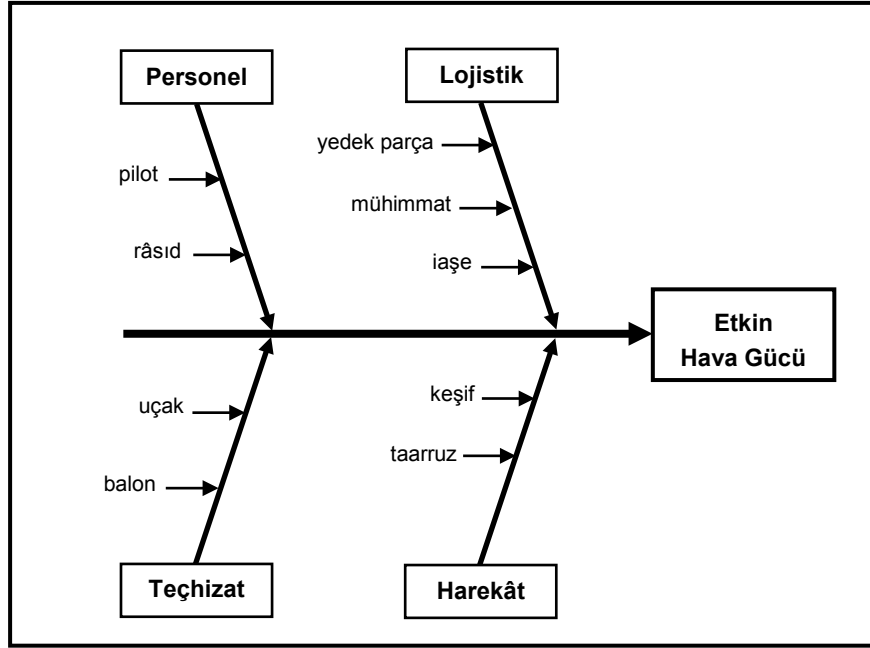 Personel
Lojistik
yedek parça
pilot
mühimmat
râsıd
iaşe
Etkin
Hava Gücü
uçak
keşif
taarruz
balon
Teçhizat
Harekât